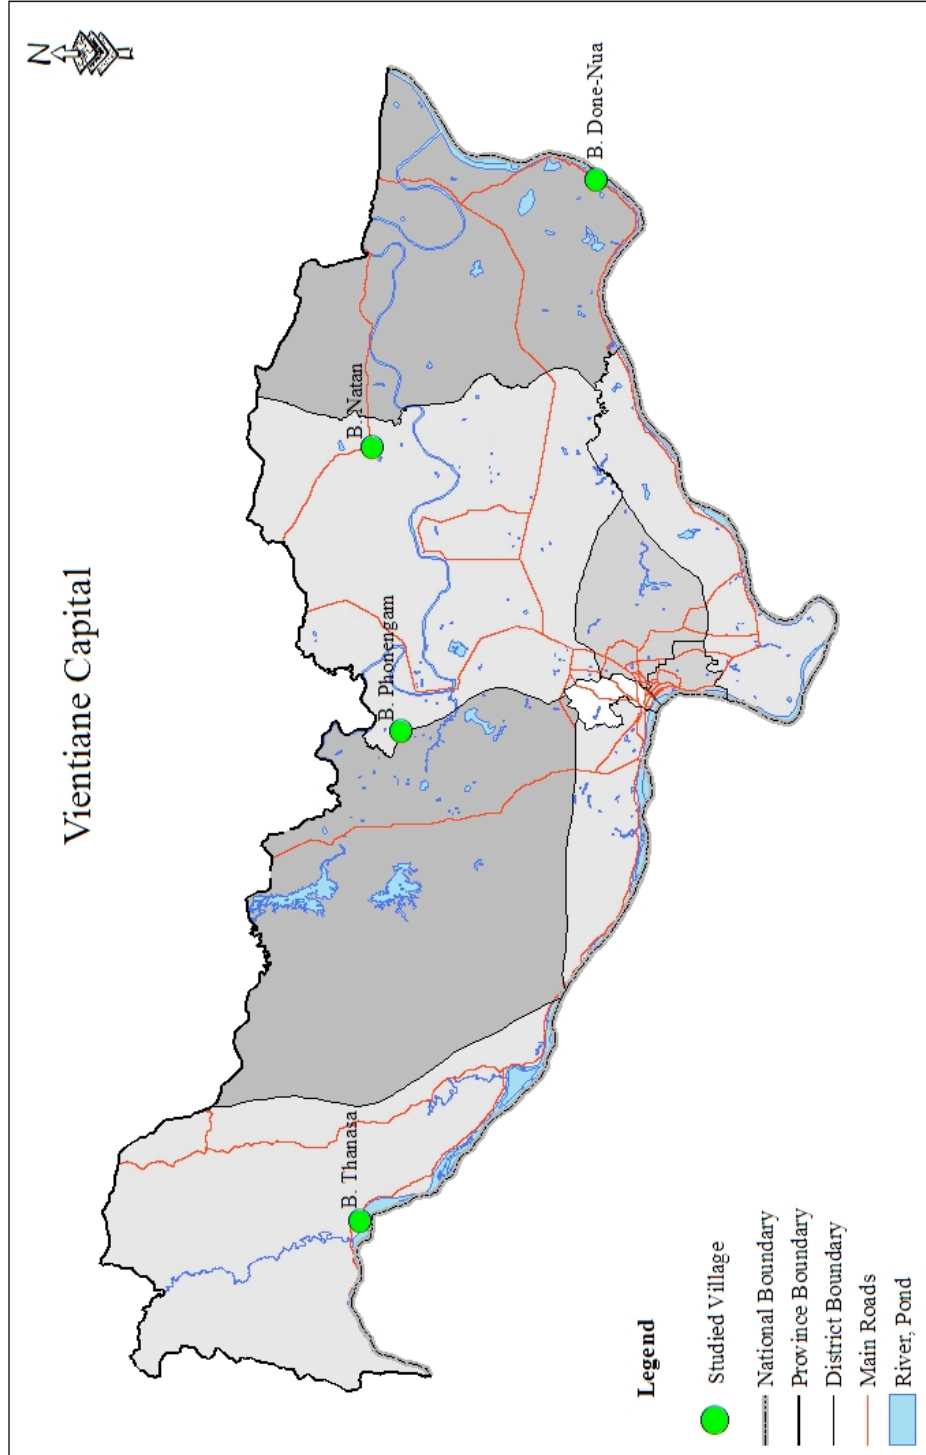 Vientiane Capital
N
B. Thanasa
B. Phonengam
B. Natan
B. Done-Nua
Legend
Studied Village
National Boundary
Province Boundary
District Boundary
Main Roads
River, Pond